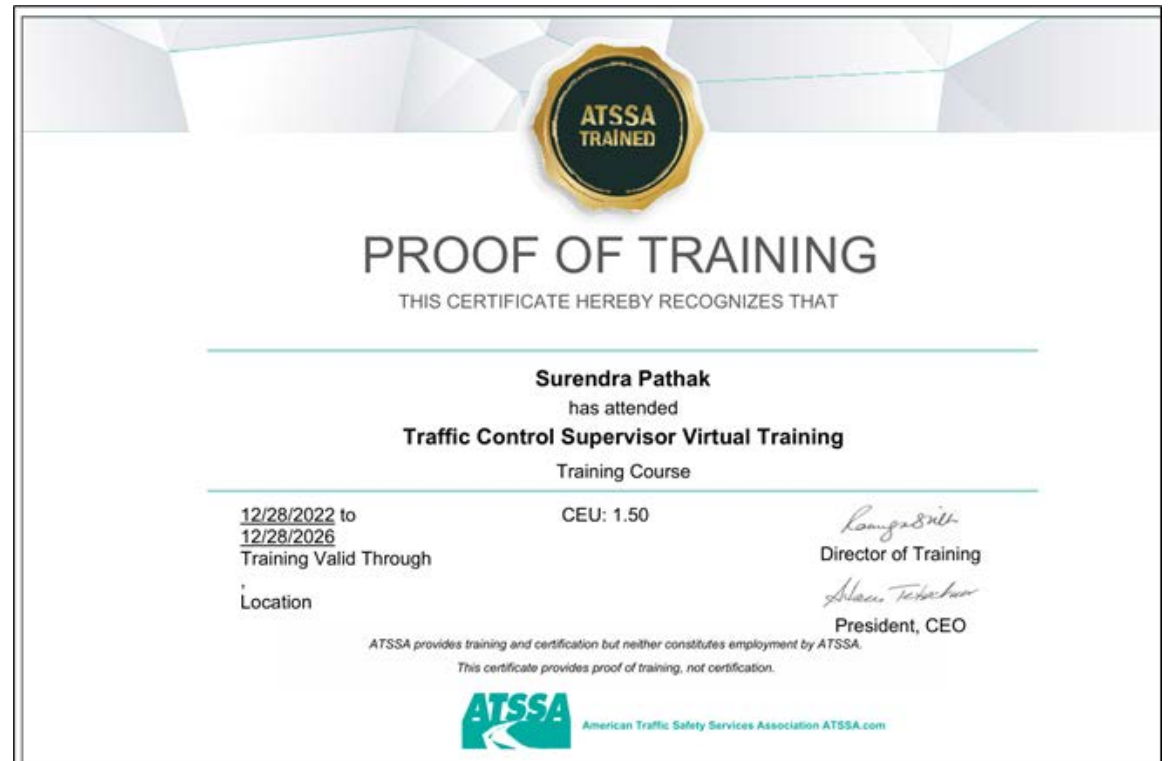 ATSSA
TRAINED
PROOF OF TRAINING
THIS CERTIFICATE HEREBY RECOGNIZES THAT
Surendra Pathak
has attended
Traffic Control Supervisor Virtual Training
Training Course
12/28/2022 to
12/28/2026
Training Valid Through
,
Location
CEU: 1.50
Director of Training
President, CEO
ATSSA provides training and certification but neither constitutes employment by ATSSA.
This certificate provides proof of training, not certification.
ATSSA
American Traffic Safety Services Association ATSSA.com